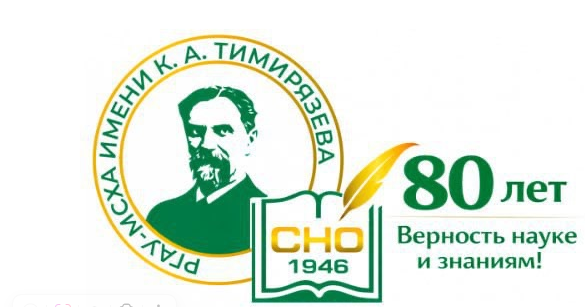 РГАУ-МСХА ИМЕНИ К. А. ТИМИРЯЗЕВА
СНО
1946
80 лет
Верность науке
и знаниям!